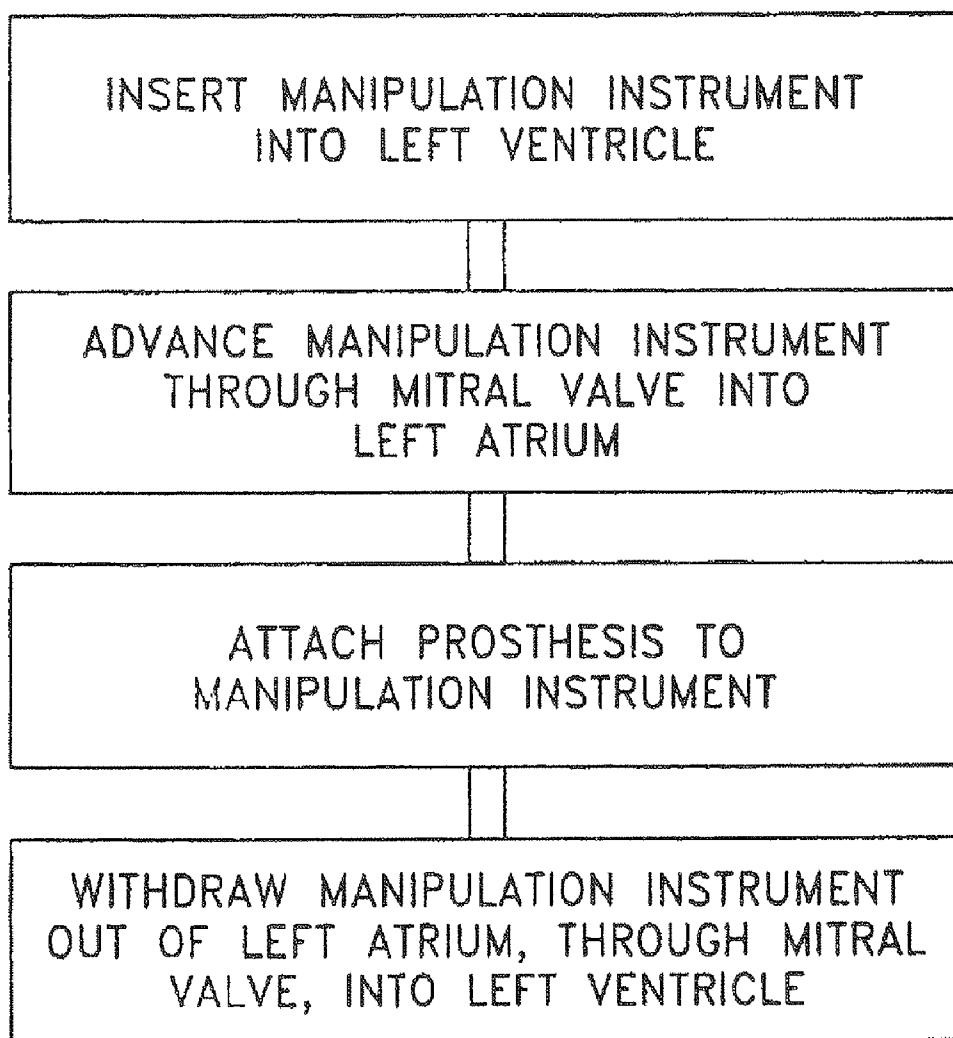 INSERT MANIPULATION INSTRUMENT
INTO LEFT VENTRICLE
ADVANCE MANIPULATION INSTRUMENT
THROUGH MITRAL VALVE INTO
LEFT ATRIUM
ATTACH PROSTHESIS TO
MANIPULATION INSTRUMENT
WITHDRAW MANIPULATION INSTRUMENT
OUT OF LEFT ATRIUM, THROUGH MITRAL
VALVE, INTO LEFT VENTRICLE